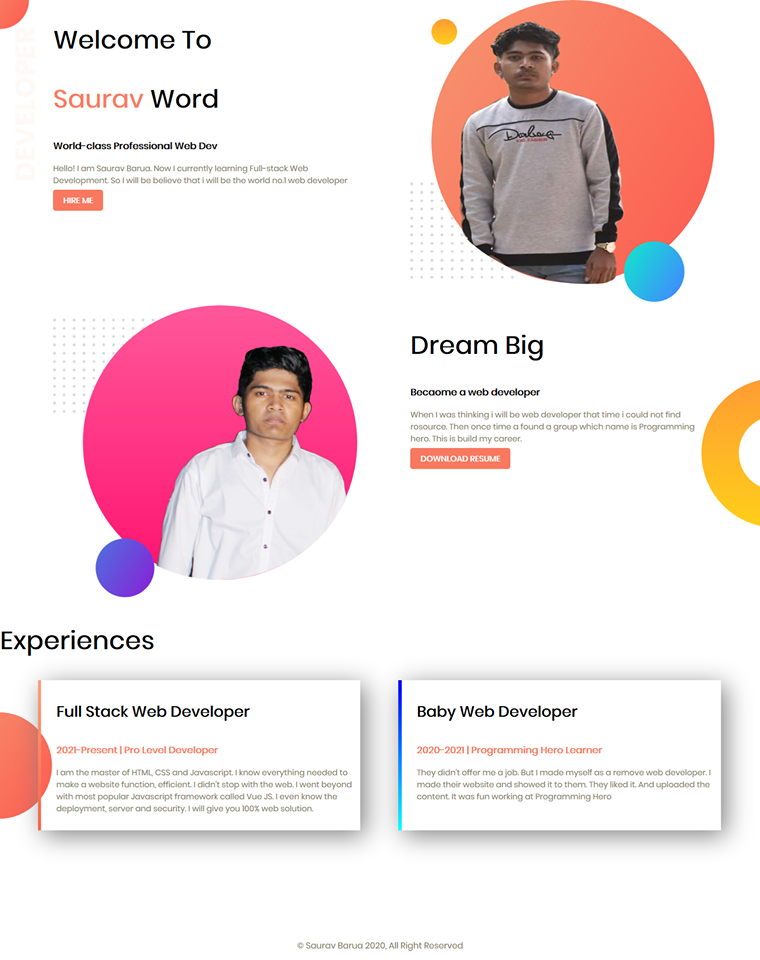 DEVELOPER
Welcome To
Saurav Word
World-class Professional Web Dev
Hello! I am Saurav Barua. Now I currently learning Full-stack Web
Development. So I will be believe that i will be the world no.1 web developer
HIRE ME
Dream Big
Becaome a web developer
When I was thinking i will be web developer that time i could not find
rosource. Then once time a found a group which name is Programming
hero. This is build my career.
DOWNLOAD RESUME
Experiences
Full Stack Web Developer
2021-Present | Pro Level Developer
I am the master of HTML, CSS and Javascript. I know everything needed to
make a website function, efficient. I didn't stop with the web. I went beyond
with most popular Javascript framework called Vue JS. I even know the
deployment, server and security. I will give you 100% web solution.
Baby Web Developer
2020-2021 | Programming Hero Learner
They didn't offer me a job. But I made myself as a remove web developer. I
made their website and showed it to them. They liked it. And uploaded the
content. It was fun working at Programming Hero
© Saurav Barua 2020, All Right Reserved